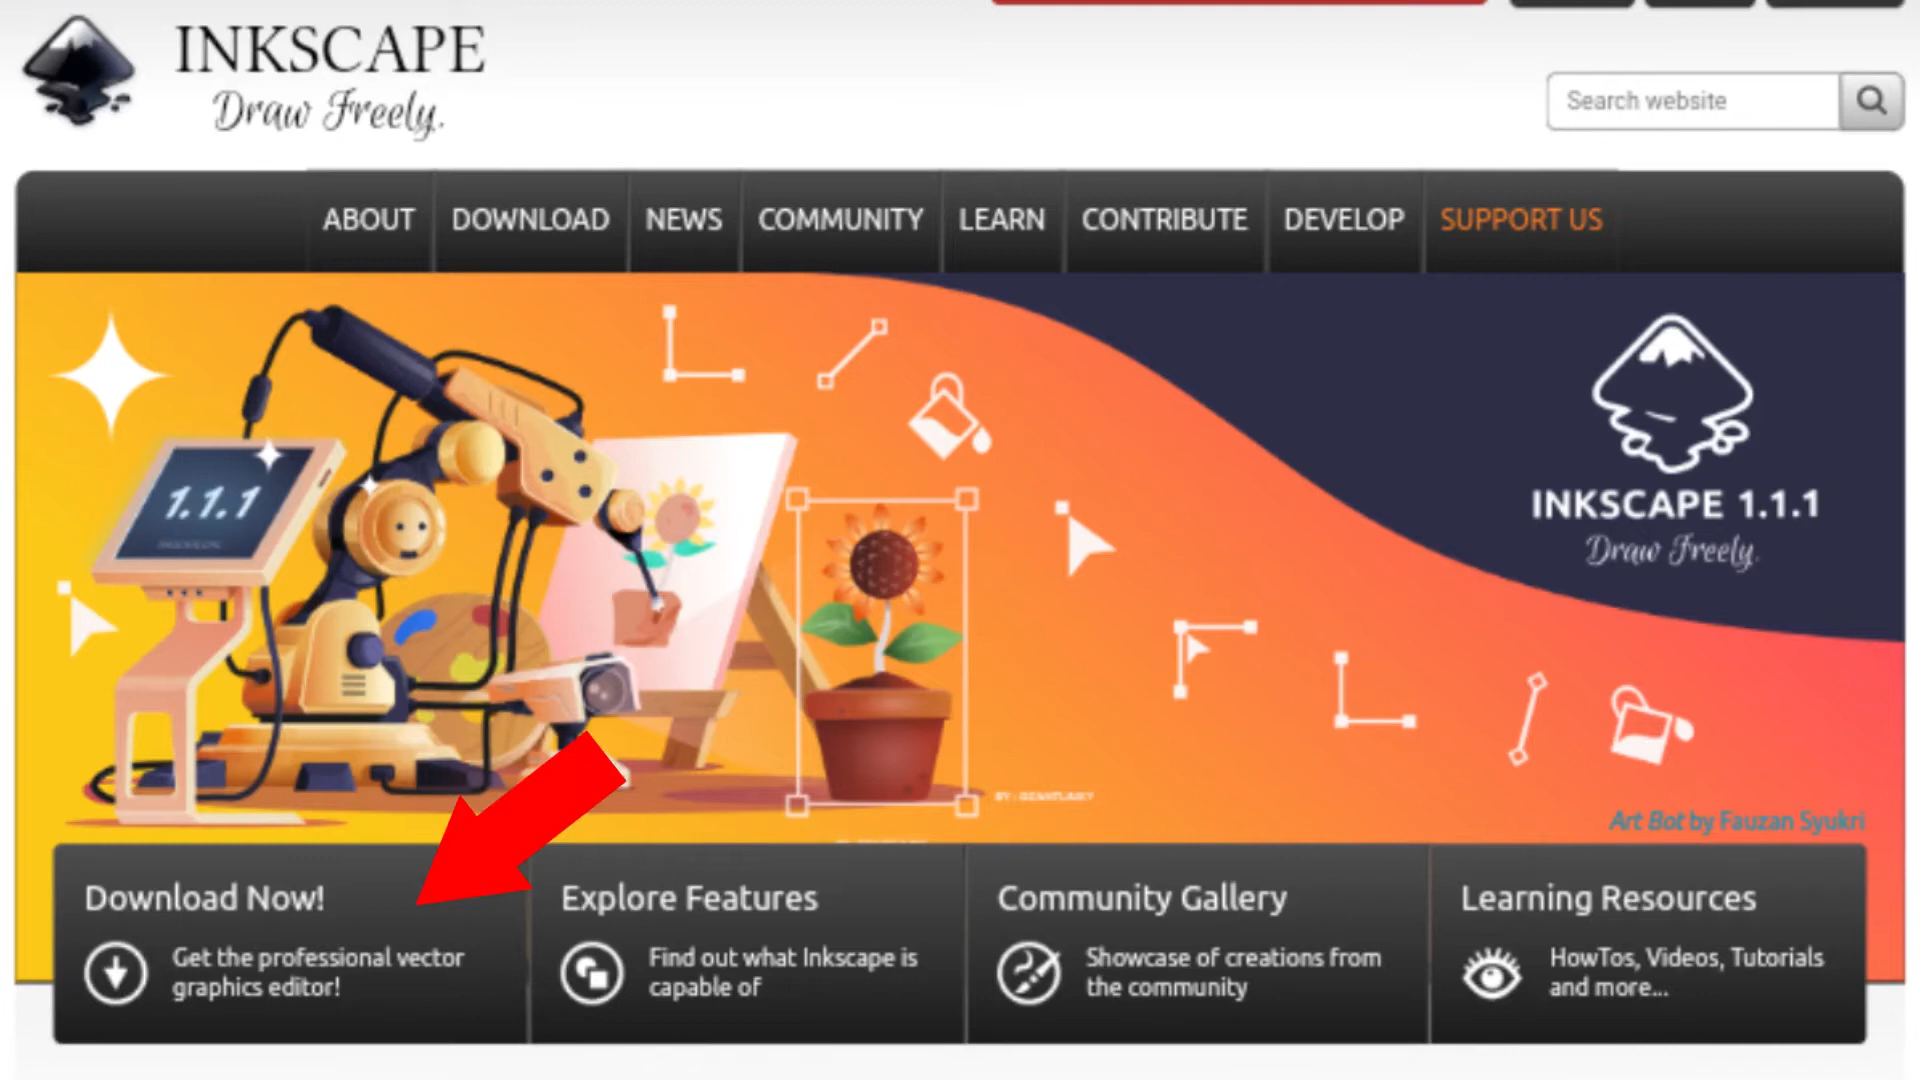 INKSCAPE
Draw Freely.
Search website
ABOUT DOWNLOAD NEWS COMMUNITY LEARN CONTRIBUTE DEVELOP SUPPORT US
1.1.1
INKSCAPE 1.1.1
Draw Freely.
Art Bot by Fauzan Syukri
Download Now!
Get the professional vector
graphics editor!
Explore Features
Find out what Inkscape is
capable of
Community Gallery
Showcase of creations from
the community
Learning Resources
HowTos, Videos, Tutorials
and more...